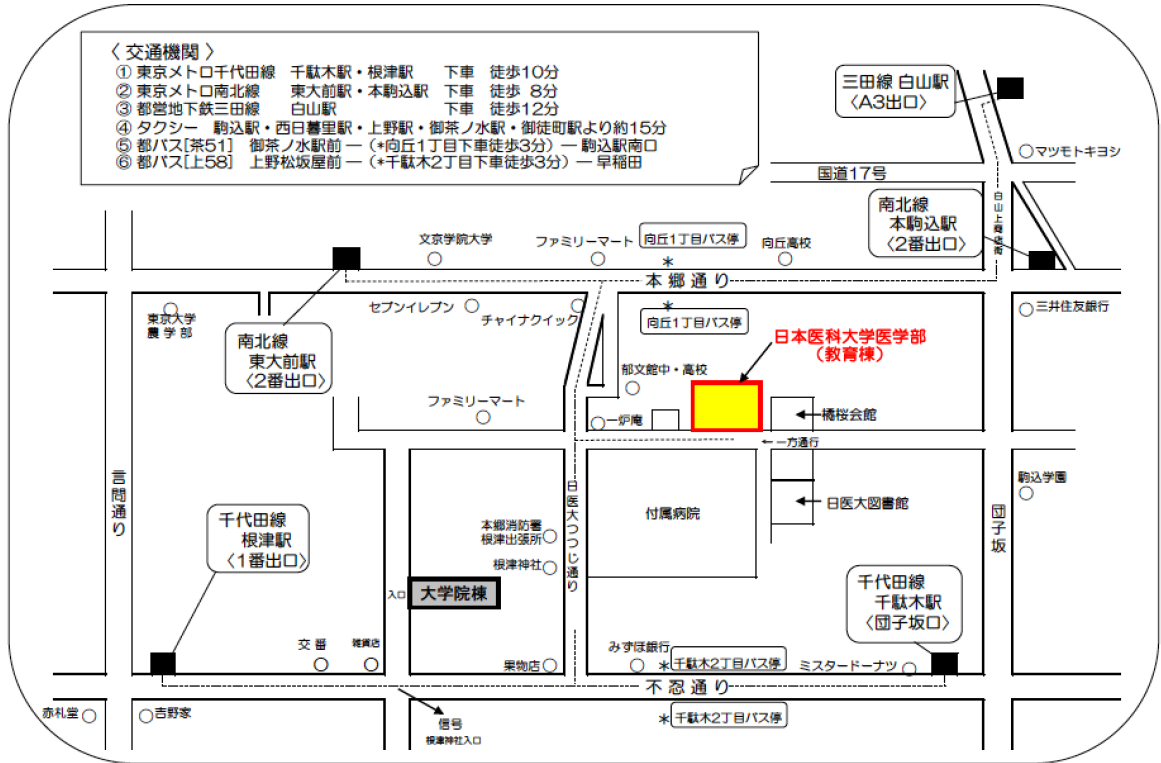 〈 交通機関 〉
① 東京メトロ千代田線 千駄木駅・根津駅 下車 徒歩10分
② 東京メトロ南北線 東大前駅・本駒込駅 下車 徒歩 8分
③ 都営地下鉄三田線 白山駅 下車 徒歩12分
④ タクシー 駒込駅・西日暮里駅・上野駅・御茶ノ水駅・御徒町駅より約15分
⑤ 都バス[茶51] 御茶ノ水駅前 ― (*向丘1丁目下車徒歩3分) ― 駒込駅南口
⑥ 都バス[上58] 上野松坂屋前 ― (*千駄木2丁目下車徒歩3分) ― 早稲田
三田線 白山駅
〈A3出口〉
マツモトキヨシ
国道17号
白山上商店街
南北線
本駒込駅
〈2番出口〉
文京学院大学
ファミリーマート
向丘1丁目バス停
向丘高校
*
本郷通り
東京大学
農学部
セブンイレブン
チャイナクイック
*
向丘1丁目バス停
三井住友銀行
南北線
東大前駅
〈2番出口〉
日本医科大学医学部
(教育棟)
郁文館中・高校
ファミリーマート
一炉庵
橘桜会館
←一方通行
言問通り
駒込学園
日医大図書館
付属病院
団子坂
千代田線
根津駅
〈1番出口〉
本郷消防署
根津出張所
日医大つつじ通り
根津神社
入口
大学院棟
千代田線
千駄木駅
〈団子坂口〉
交番
雑貨店
果物店
みずほ銀行
*
千駄木2丁目バス停
ミスタードーナツ
不忍通り
赤札堂
吉野家
信号
根津神社入口
*
千駄木2丁目バス停